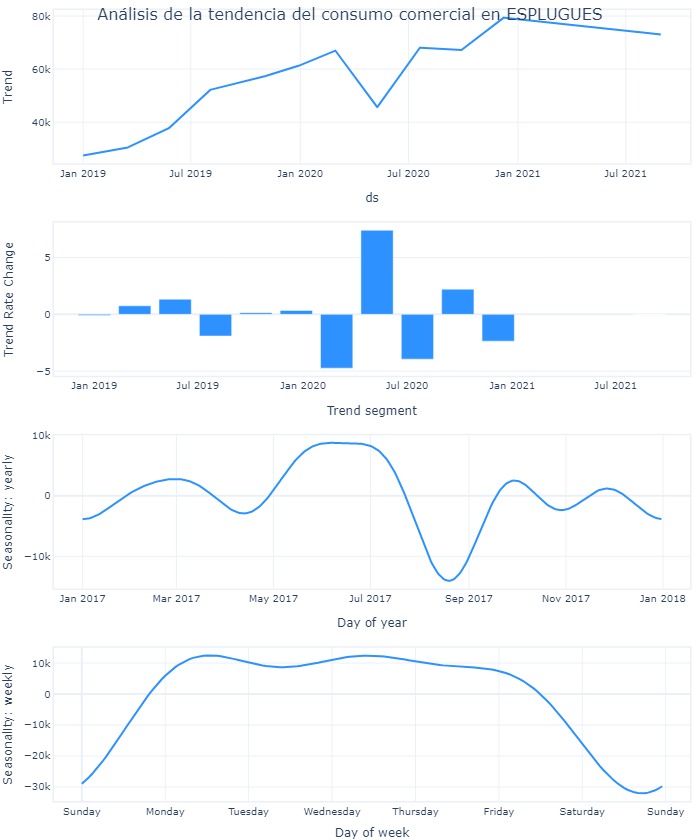 Análisis de la tendencia del consumo comercial en ESPLUGUES
80k
60k
40k
Trend
Jan 2019 Jul 2019 Jan 2020 Jul 2020 Jan 2021 Jul 2021
ds
5
0
−5
Trend Rate Change
Jan 2019 Jul 2019 Jan 2020 Jul 2020 Jan 2021 Jul 2021
Trend segment
10k
0
−10k
Seasonality: yearly
Jan 2017 Mar 2017 May 2017 Jul 2017 Sep 2017 Nov 2017 Jan 2018
Day of year
10k
0
−10k
−20k
−30k
Seasonality: weekly
Sunday Monday Tuesday Wednesday Thursday Friday Saturday Sunday
Day of week